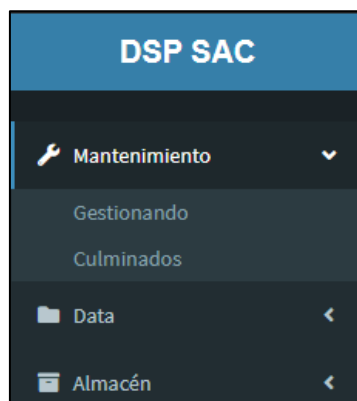 DSP SAC
Mantenimiento
Gestionando
Culminados
Data
Almacén